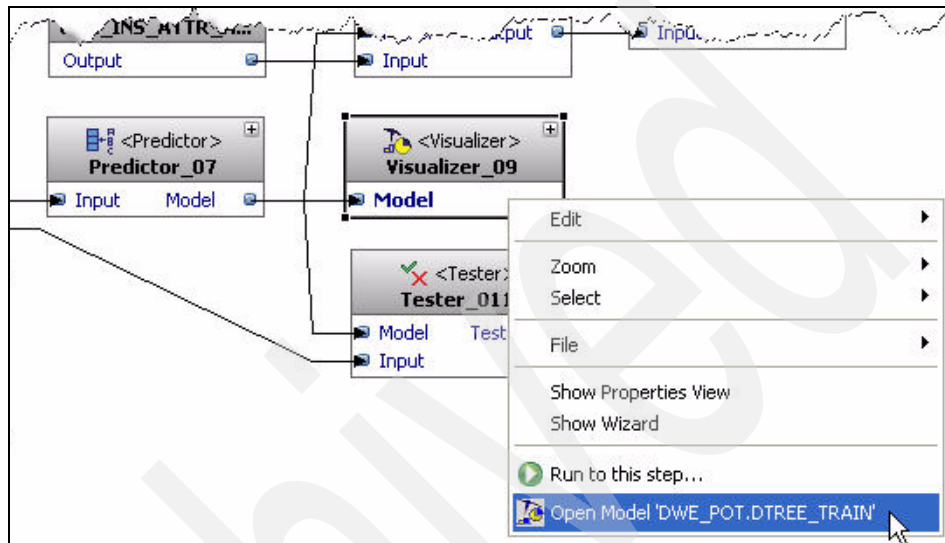 Input
Output
Input
<Predictor>
Predictor_07
Input Model
<Visualizer>
Visualizer_09
Model
<Tester>
Tester_011
Model Test
Input
Edit
Zoom
Select
File
Show Properties View
Show Wizard
Run to this step...
Open Model 'DWE_POT.DTREE_TRAIN'